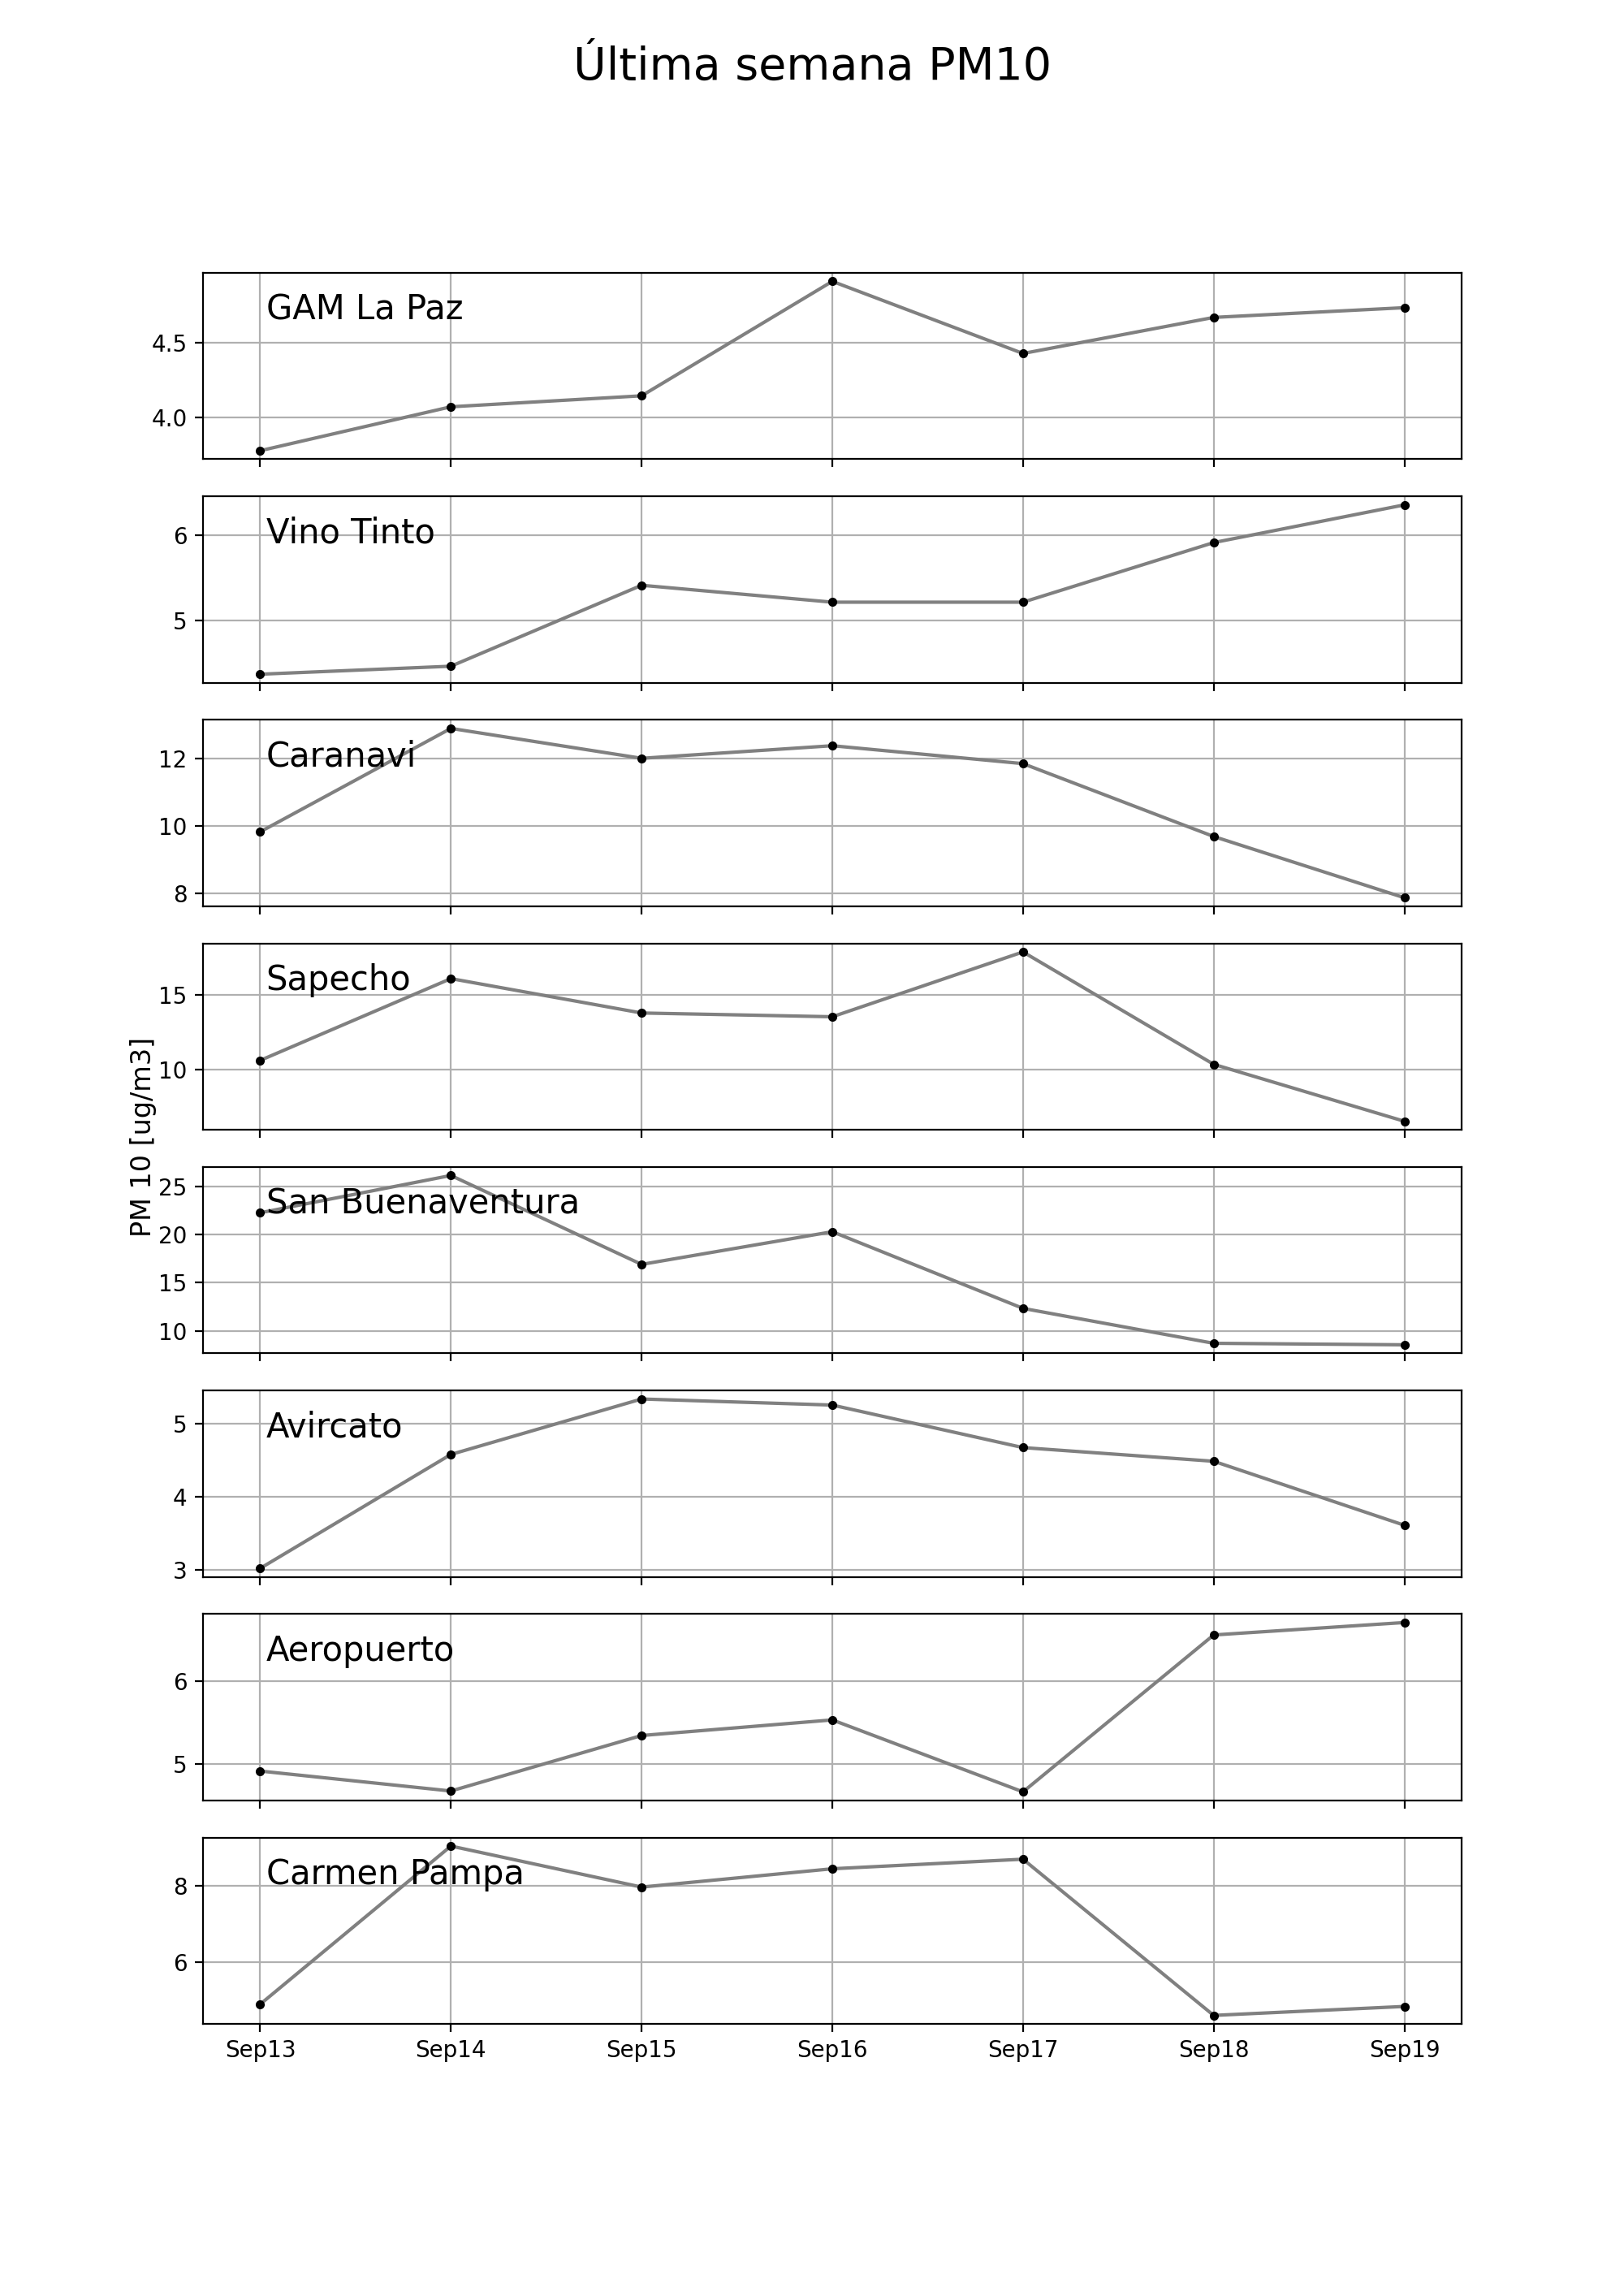 Última semana PM10
GAM La Paz
4.5
4.0
Vino Tinto
6
5
Caranavi
12
10
8
Sapecho
15
10
PM 10 [ug/m3]
San Buenaventura
25
20
15
10
Avircato
5
4
3
Aeropuerto
6
5
Carmen Pampa
8
6
Sep13 Sep14 Sep15 Sep16 Sep17 Sep18 Sep19